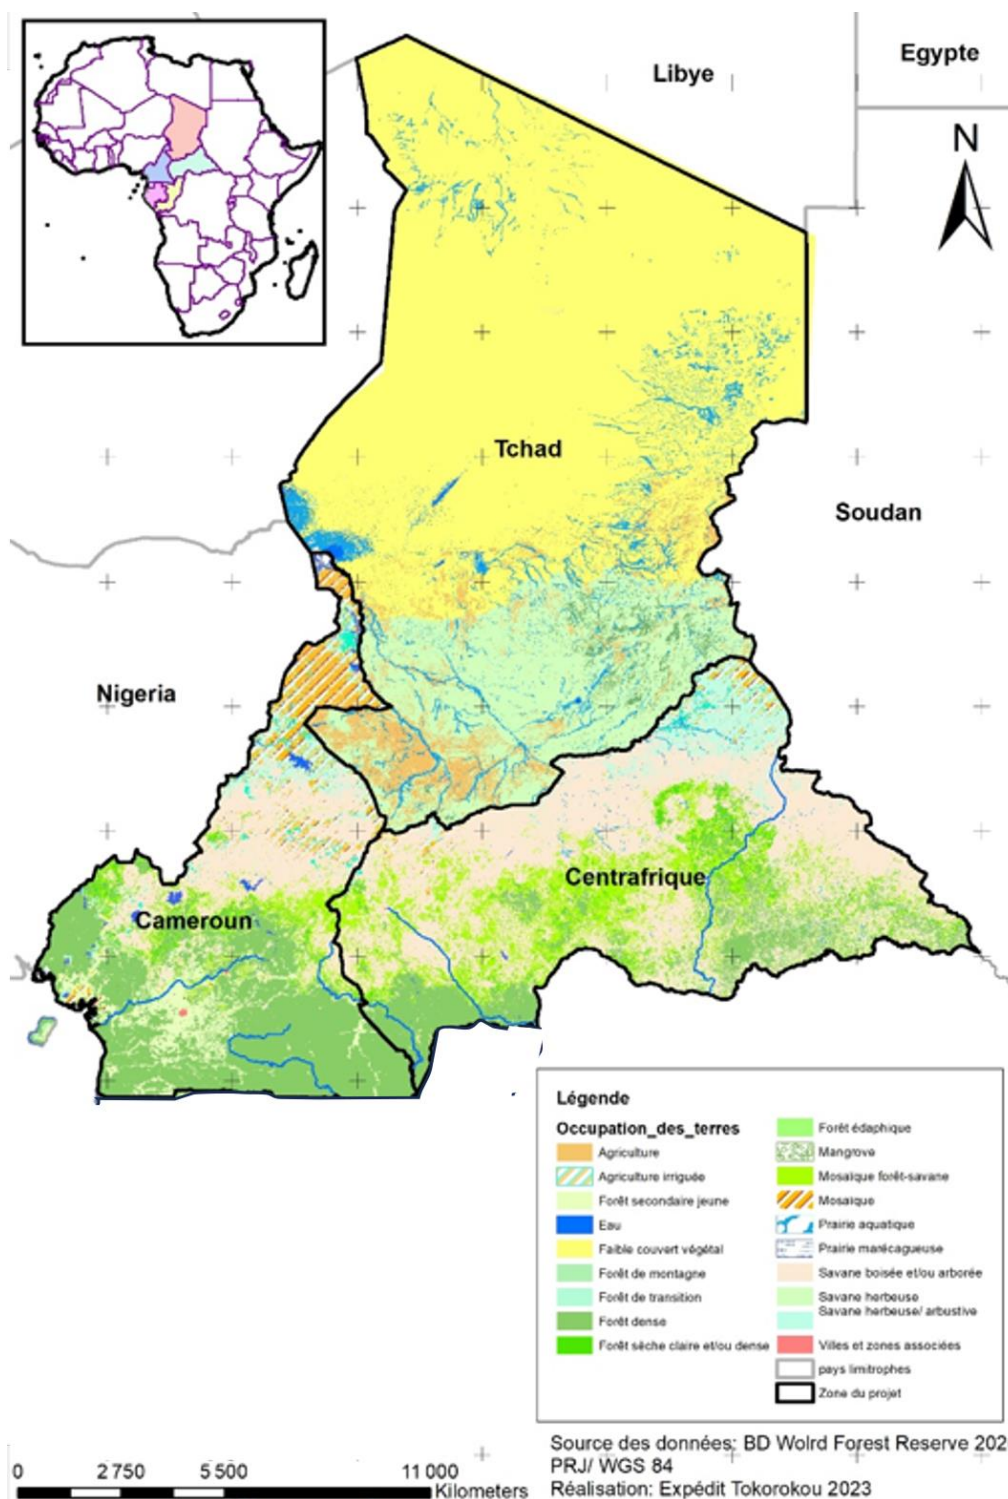 Libye
Egypte
N
Tchad
Soudan
Nigeria
Centrafrique
Cameroun
Légende
Occupation_des_terres
Agriculture
Agriculture irriguée
Forêt secondaire jeune
Eau
Faible couvert végétal
Forêt de montagne
Forêt de transition
Forêt dense
Forêt sèche claire et/ou dense
Forêt édaphique
Mangrove
Mosaïque forêt-savane
Mosaïque
Prairie aquatique
Prairie marécagueuse
Savane boisée et/ou arborée
Savane herbeuse
Savane herbeuse/ arbustive
Villes et zones associées
pays limitrophes
Zone du projet
Source des données: BD Wolrd Forest Reserve 202
PRJ/ WGS 84
Réalisation: Expédit Tokorokou 2023
0 2 750 5 500 11 000
Kilometers